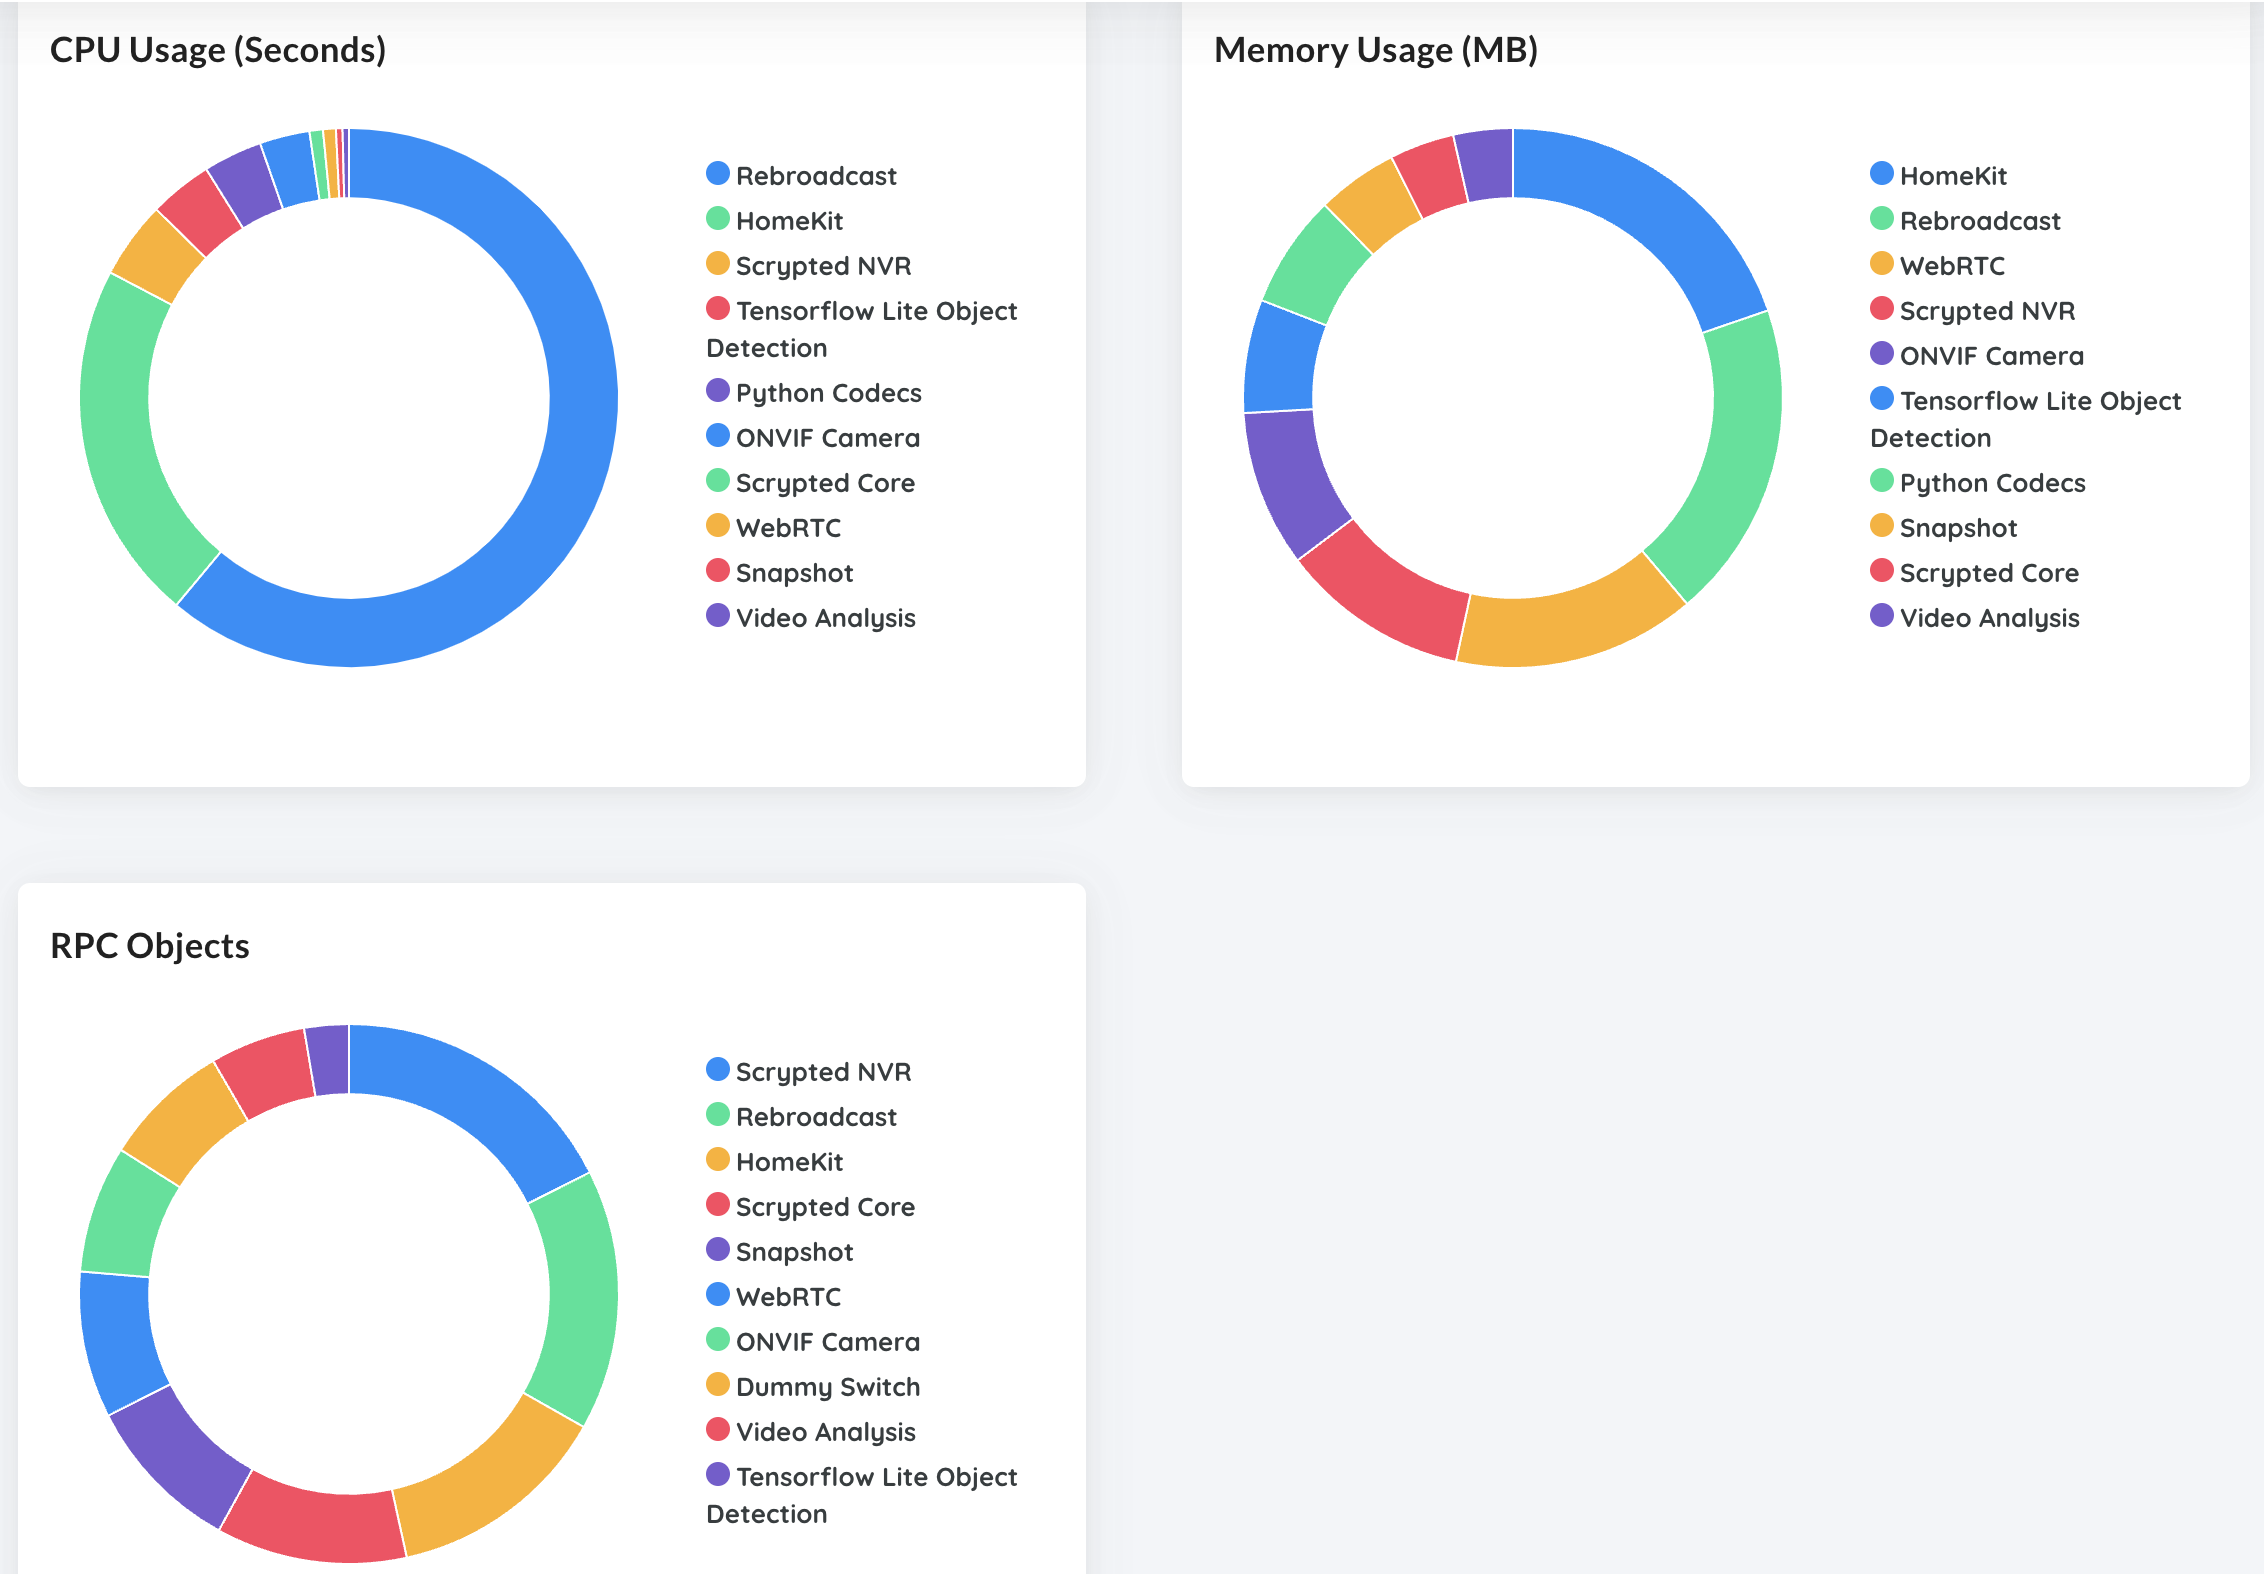 CPU Usage (Seconds)
Rebroadcast
HomeKit
Scrypted NVR
Tensorflow Lite Object
Detection
Python Codecs
ONVIF Camera
Scrypted Core
WebRTC
Snapshot
Video Analysis
Memory Usage (MB)
HomeKit
Rebroadcast
WebRTC
Scrypted NVR
ONVIF Camera
Tensorflow Lite Object
Detection
Python Codecs
Snapshot
Scrypted Core
Video Analysis
RPC Objects
Scrypted NVR
Rebroadcast
HomeKit
Scrypted Core
Snapshot
WebRTC
ONVIF Camera
Dummy Switch
Video Analysis
Tensorflow Lite Object
Detection